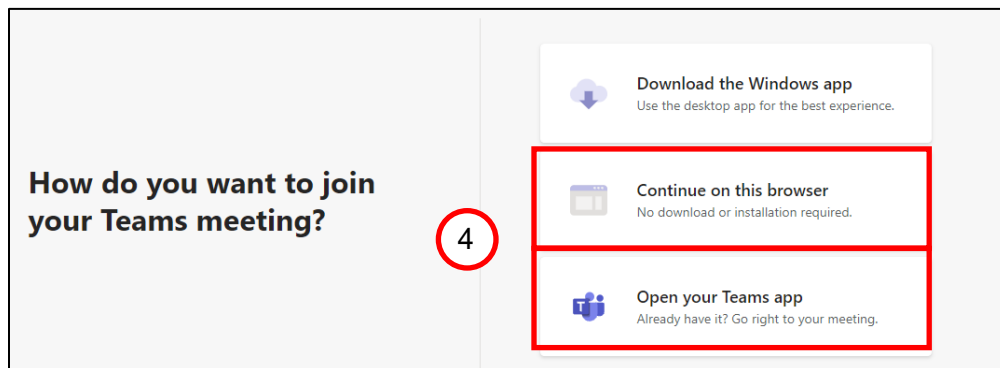 How do you want to join
your Teams meeting?
4
Download the Windows app
Use the desktop app for the best experience.
Continue on this browser
No download or installation required.
Open your Teams app
Already have it? Go right to your meeting.